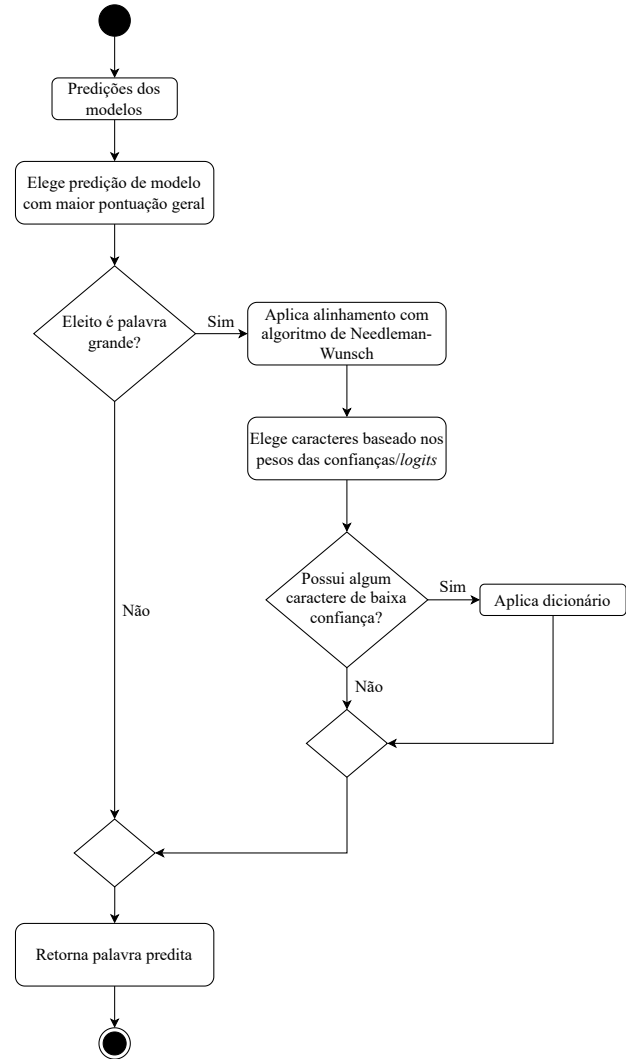 Predições dos
modelos
Elege predição de modelo
com maior pontuação geral
Eleito é palavra
grande?
Sim
Aplica alinhamento com
algoritmo de Needleman-
Wunsch
Elege caracteres baseado nos
pesos das confianças/logits
Possui algum
caractere de baixa
confiança?
Sim
Aplica dicionário
Não
Não
Retorna palavra predita